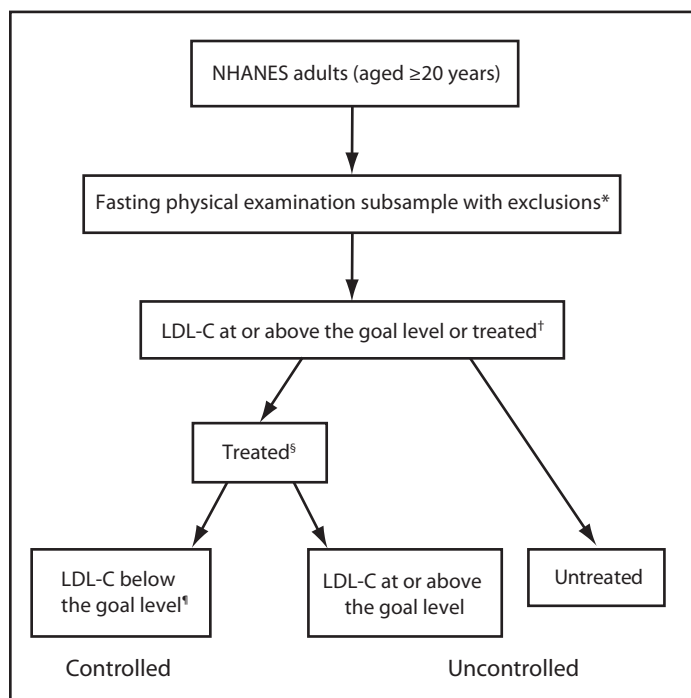 NHANES adults (aged ≥20 years)
Fasting physical examination subsample with exclusions*
LDL-C at or above the goal level or treated†
Treated§
LDL-C below
the goal level¶
LDL-C at or above
the goal level
Untreated
Controlled
Uncontrolled